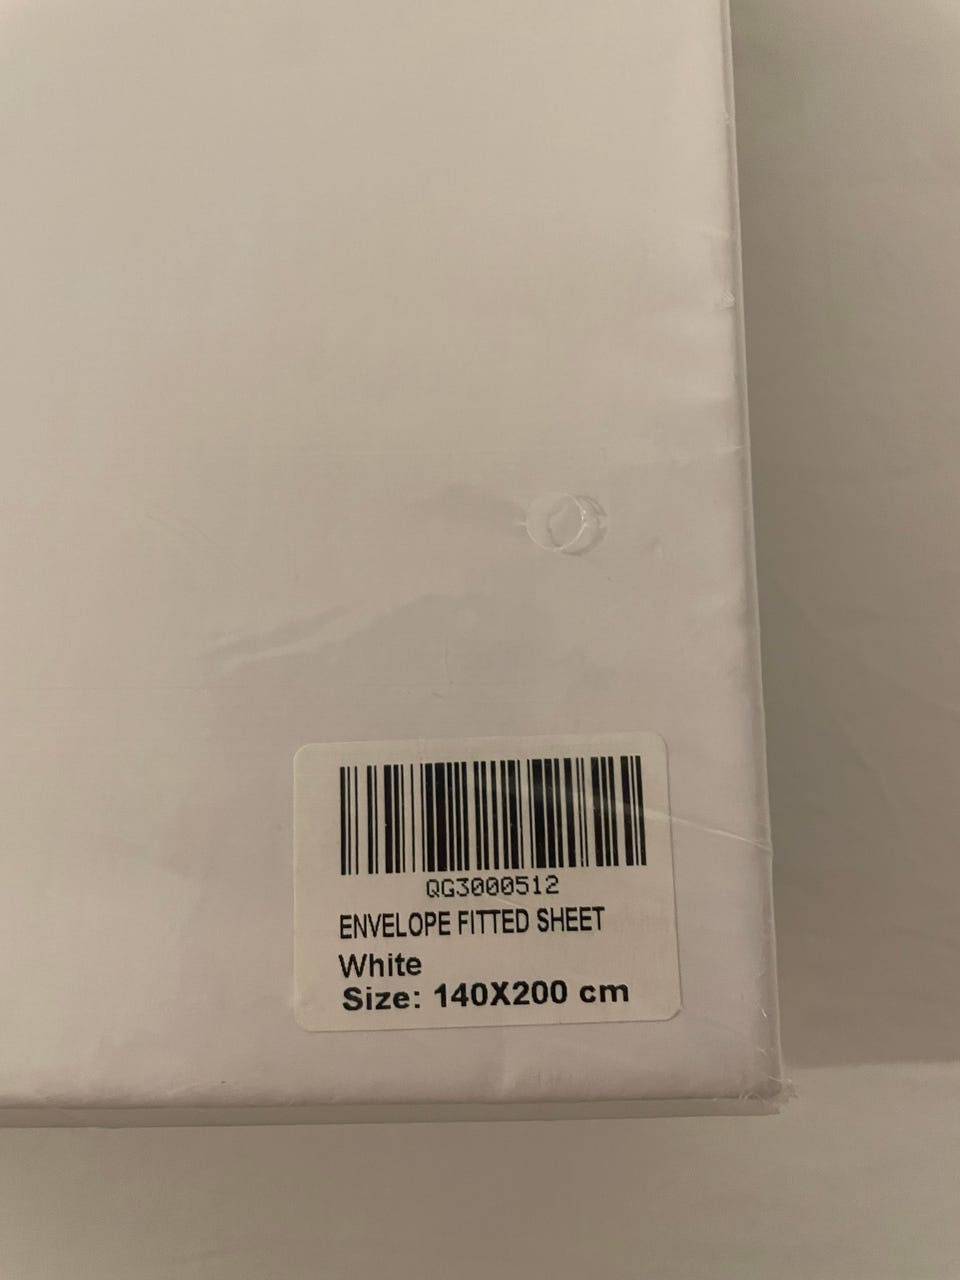 QG3000512
ENVELOPE FITTED SHEET
White
Size: 140X200 cm